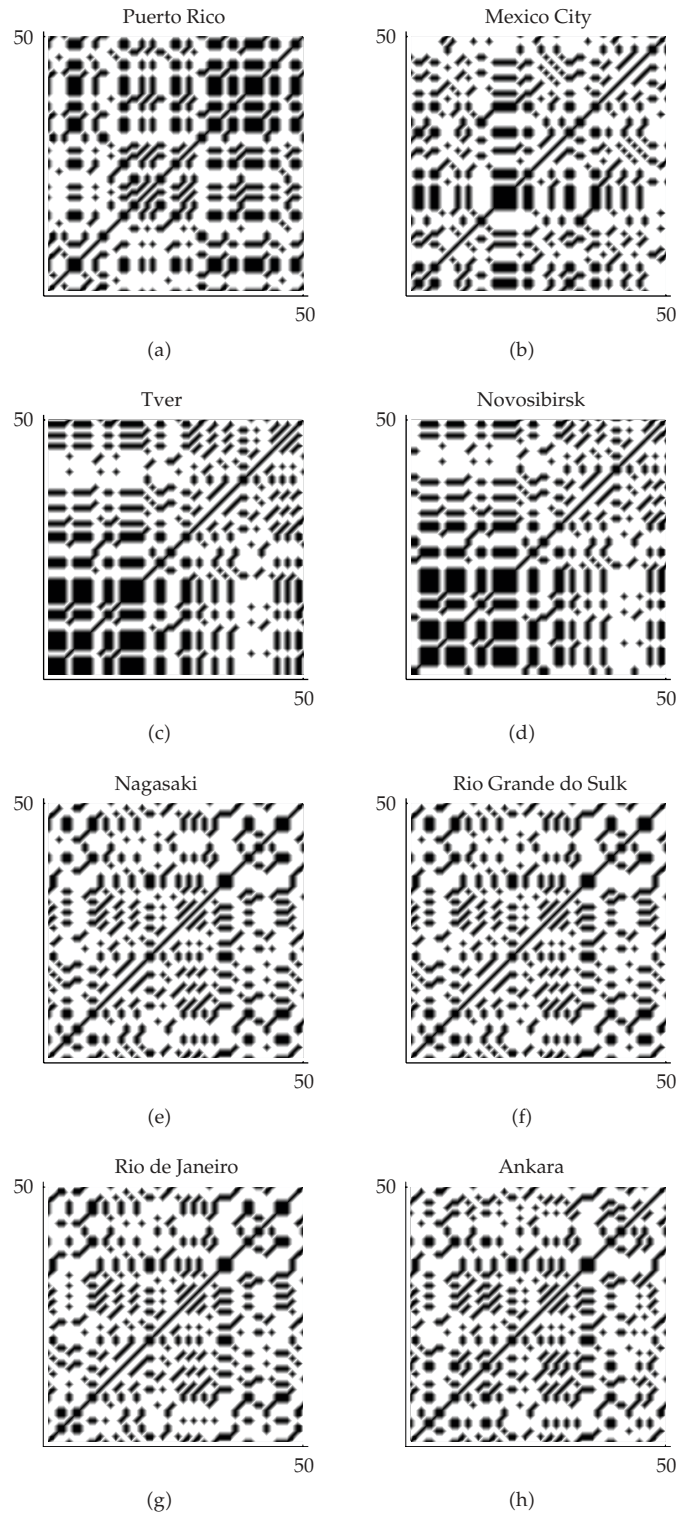 Puerto Rico
50
50
(a)
Mexico City
50
(b)
Tver
50
50
(c)
Novosibirsk
50
50
(d)
Nagasaki
50
50
(e)
Rio Grande do Sulk
50
50
(f)
Rio de Janeiro
50
50
(g)
Ankara
50
50
(h)